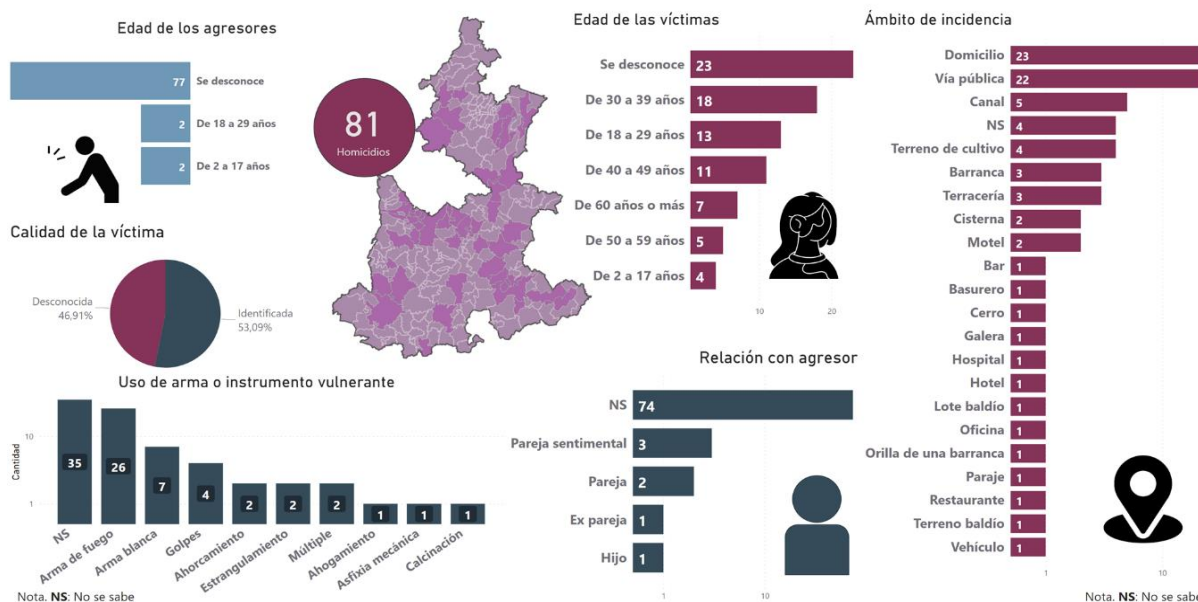 Edad de los agresores
77 Se desconoce
2 De 18 a 29 años
2 De 2 a 17 años
81
Homicidios
Calidad de la víctima
Desconocida
46,91%
Identificada
53,09%
Uso de arma o instrumento vulnerante
Cantidad
10
1
35
26
7
4
2
2
2
1
1
1
NS
Arma de fuego
Arma blanca
Golpes
Ahorcamiento
Estrangulamiento
Múltiple
Ahogamiento
Asfixia mecánica
Calcinación
Nota. NS: No se sabe
Edad de las víctimas
Se desconoce 23
De 30 a 39 años 18
De 18 a 29 años 13
De 40 a 49 años 11
De 60 años o más 7
De 50 a 59 años 5
De 2 a 17 años 4
10 20
Relación con agresor
NS 74
Pareja sentimental 3
Pareja 2
Ex pareja 1
Hijo 1
1 10
Ámbito de incidencia
Domicilio 23
Vía pública 22
Canal 5
NS 4
Terreno de cultivo 4
Barranca 3
Terracería 3
Cisterna 2
Motel 2
Bar 1
Basurero 1
Cerro 1
Galera 1
Hospital 1
Hotel 1
Lote baldío 1
Oficina 1
Orilla de una barranca 1
Paraje 1
Restaurante 1
Terreno baldío 1
Vehículo 1
1 10
Nota. NS: No se sabe